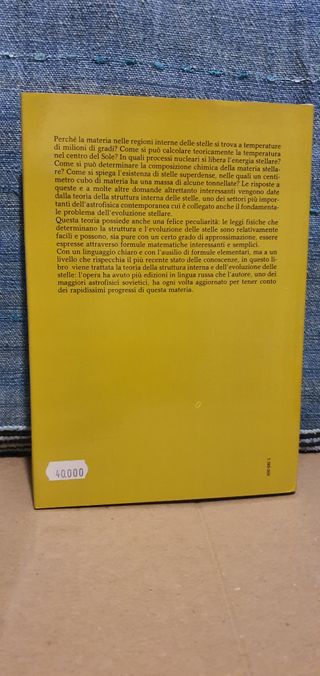 Perché la materia nelle regioni interne delle stelle si trova a temperature
di milioni di gradi? Come si può calcolare teoricamente la temperatura
nel centro del Sole? In quali processi nucleari si libera l'energia stellare?
Come si può determinare la composizione chimica della materia stella-
re? Come si spiega l'esistenza di stelle superdense, nelle quali un centi-
metro cubo di materia ha una massa di alcune tonnellate? Le risposte a
queste e a molte altre domande altrettanto interessanti vengono date
dalla teoria della struttura interna delle stelle, uno dei settori più impor-
tanti dell'astrofisica contemporanea cui è collegato anche il fondamenta-
le problema dell'evoluzione stellare.
Questa teoria possiede anche una felice peculiarità: le leggi fisiche che
determinano la struttura e l'evoluzione delle stelle sono relativamente
facili e possono, sia pure con un certo grado di approssimazione, essere
espresse attraverso formule matematiche interessanti e semplici.
Con un linguaggio chiaro e con l'ausilio di formule elementari, ma a un
livello che rispecchia il più recente stato delle conoscenze, in questo li-
bro viene trattata la teoria della struttura interna e dell'evoluzione delle
stelle: l'opera ha avuto più edizioni in lingua russa che l'autore, uno dei
maggiori astrofisici sovietici, ha ogni volta aggiornato per tener conto
dei rapidissimi progressi di questa materia.
40.000